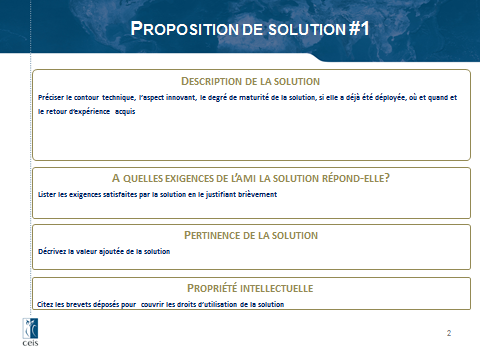 PROPOSITION DE SOLUTION #1
DESCRIPTION DE LA SOLUTION
Préciser le contour technique, l'aspect innovant, le degré de maturité de la solution, si elle a déjà été déployée, où et quand et
le retour d'expérience acquis
A QUELLES EXIGENCES DE L'AMI LA SOLUTION RÉPOND-ELLE?
Lister les exigences satisfaites par la solution en le justifiant brièvement
PERTINENCE DE LA SOLUTION
Décrivez la valeur ajoutée de la solution
PROPRIÉTÉ INTELLECTUELLE
Citez les brevets déposés pour couvrir les droits d'utilisation de la solution
ceis
2